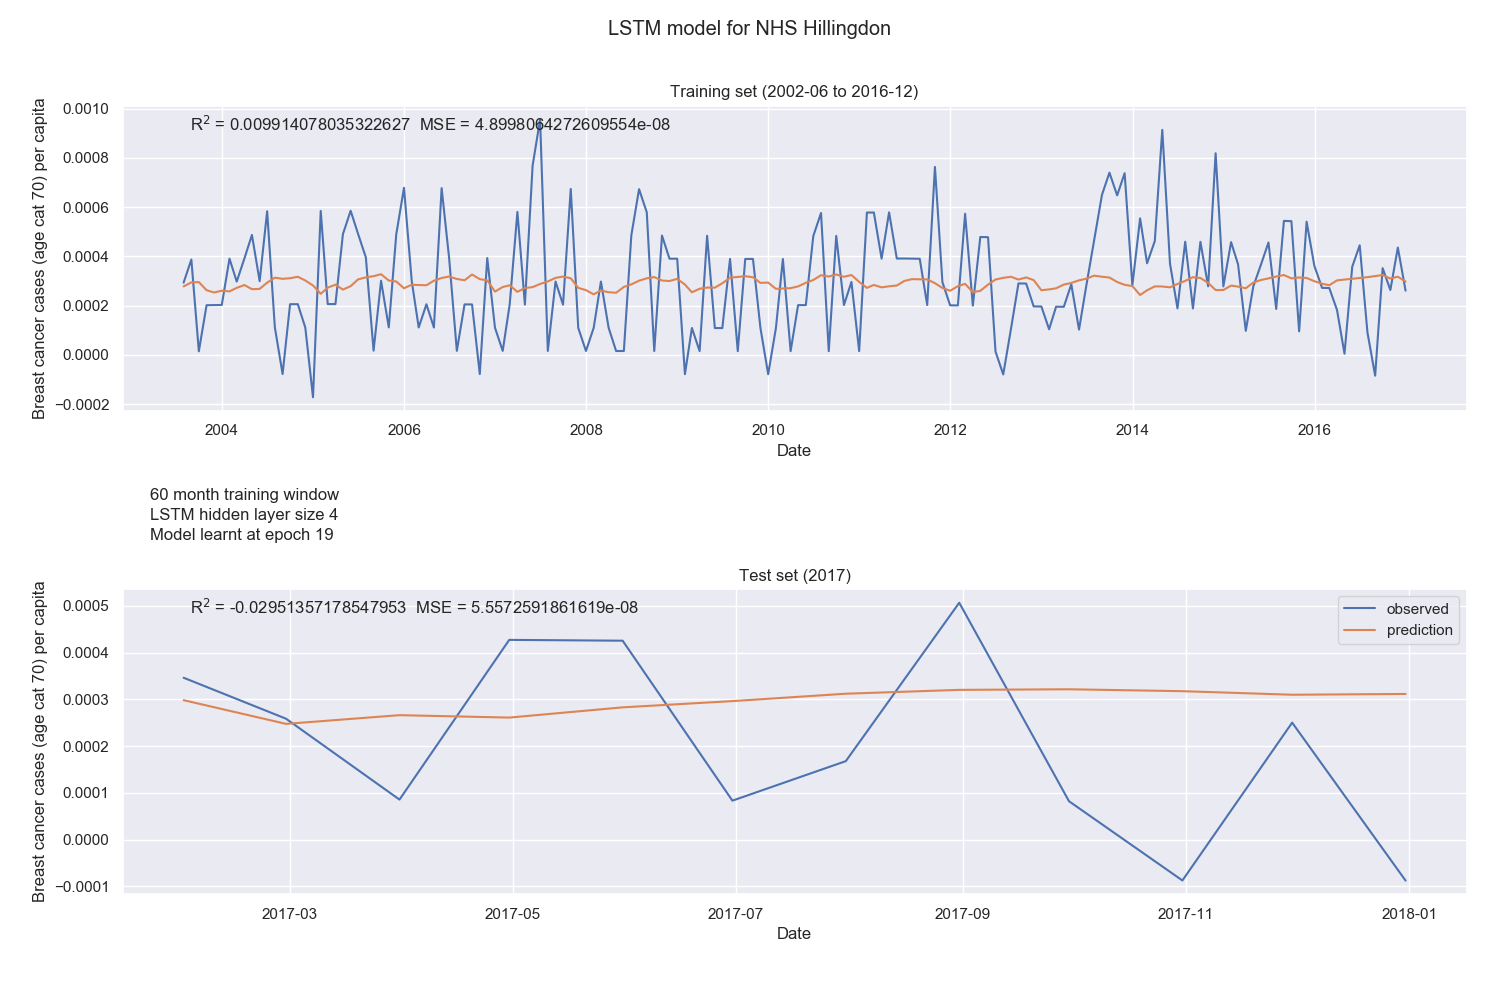 LSTM model for NHS Hillingdon
Training set (2002-06 to 2016-12)
Breast cancer cases (age cat 70) per capita
R² = 0.009914078035322627 MSE = 4.8998064272609554e-08
0.0010
0.0008
0.0006
0.0004
0.0002
0.0000
−0.0002
2004 2006 2008 2010 2012 2014 2016
Date
60 month training window
LSTM hidden layer size 4
Model learnt at epoch 19
Test set (2017)
Breast cancer cases (age cat 70) per capita
R² = -0.02951357178547953 MSE = 5.5572591861619e-08
observed
prediction
0.0005
0.0004
0.0003
0.0002
0.0001
0.0000
−0.0001
2017-03 2017-05 2017-07 2017-09 2017-11 2018-01
Date